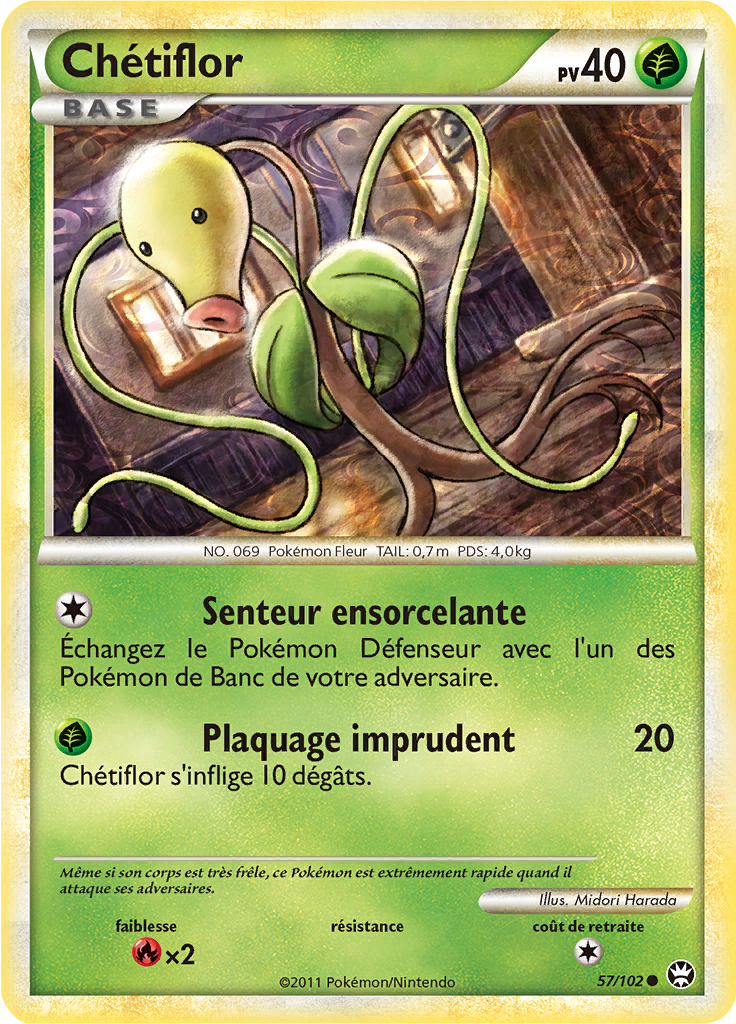 Chétiflor
PV 40
BASE
NO. 069 Pokémon Fleur TAIL: 0,7 m PDS: 4,0 kg
Senteur ensorcelante
Échangez le Pokémon Défenseur avec l'un des
Pokémon de Banc de votre adversaire.
Plaquage imprudent 20
Chétiflor s'inflige 10 dégâts.
Même si son corps est très frêle, ce Pokémon est extrêmement rapide quand il
attaque ses adversaires.
Illus. Midori Harada
faiblesse résistance coût de retraite
×2
©2011 Pokémon/Nintendo 57/102